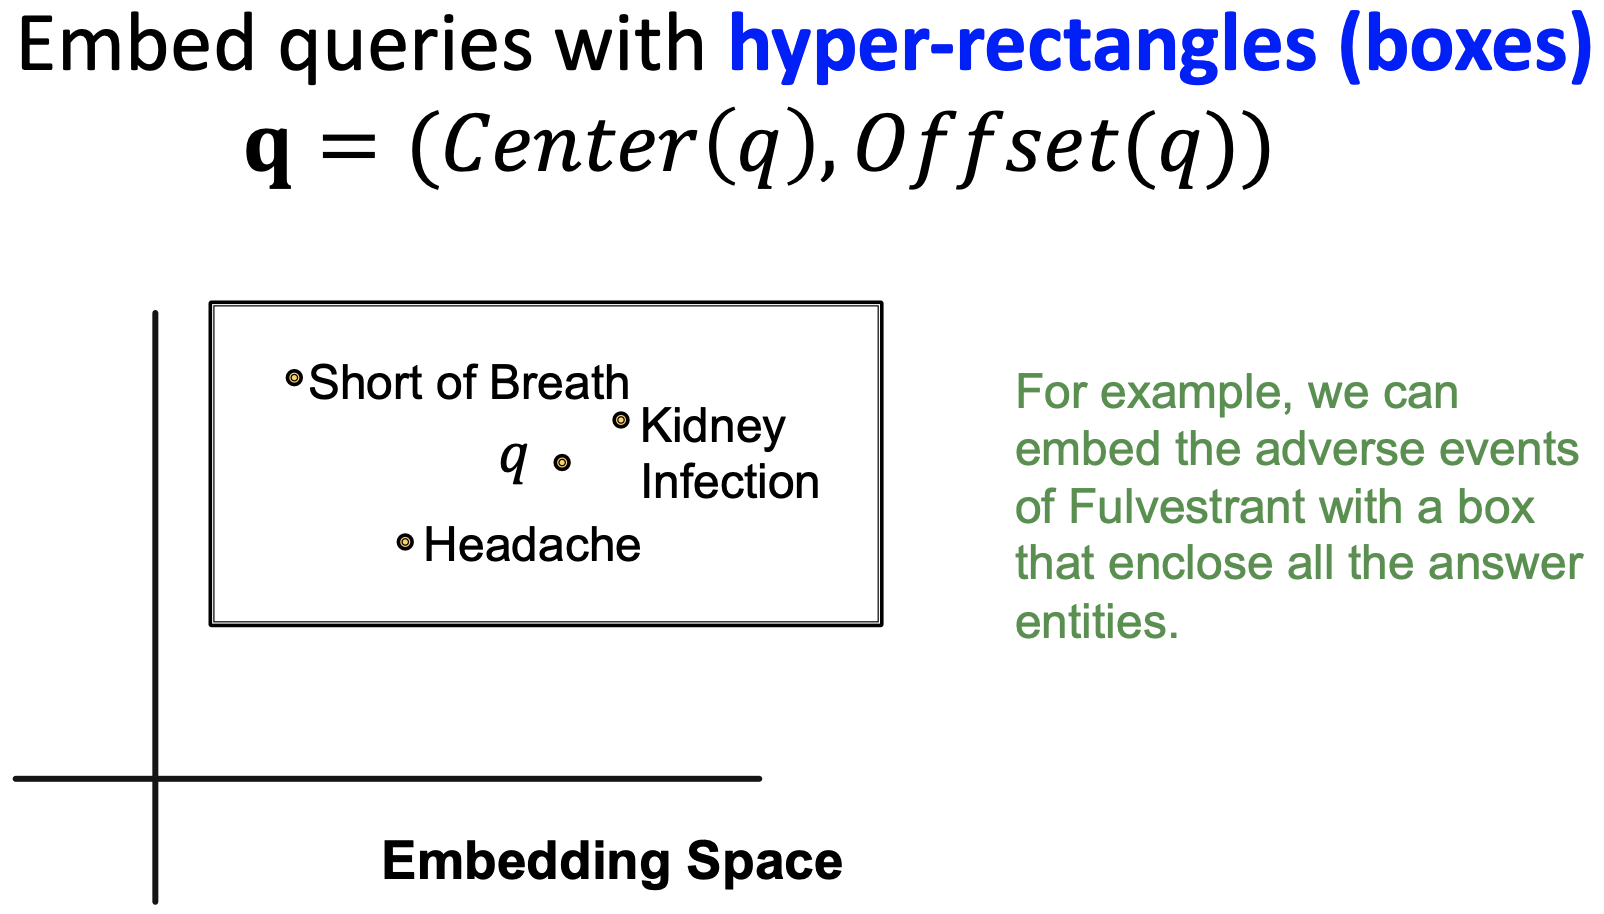 Embed queries with hyper-rectangles (boxes)
q = (Center(q), Offset(q))
Short of Breath
Kidney
Infection
q
Headache
For example, we can
embed the adverse events
of Fulvestrant with a box
that enclose all the answer
entities.
Embedding Space